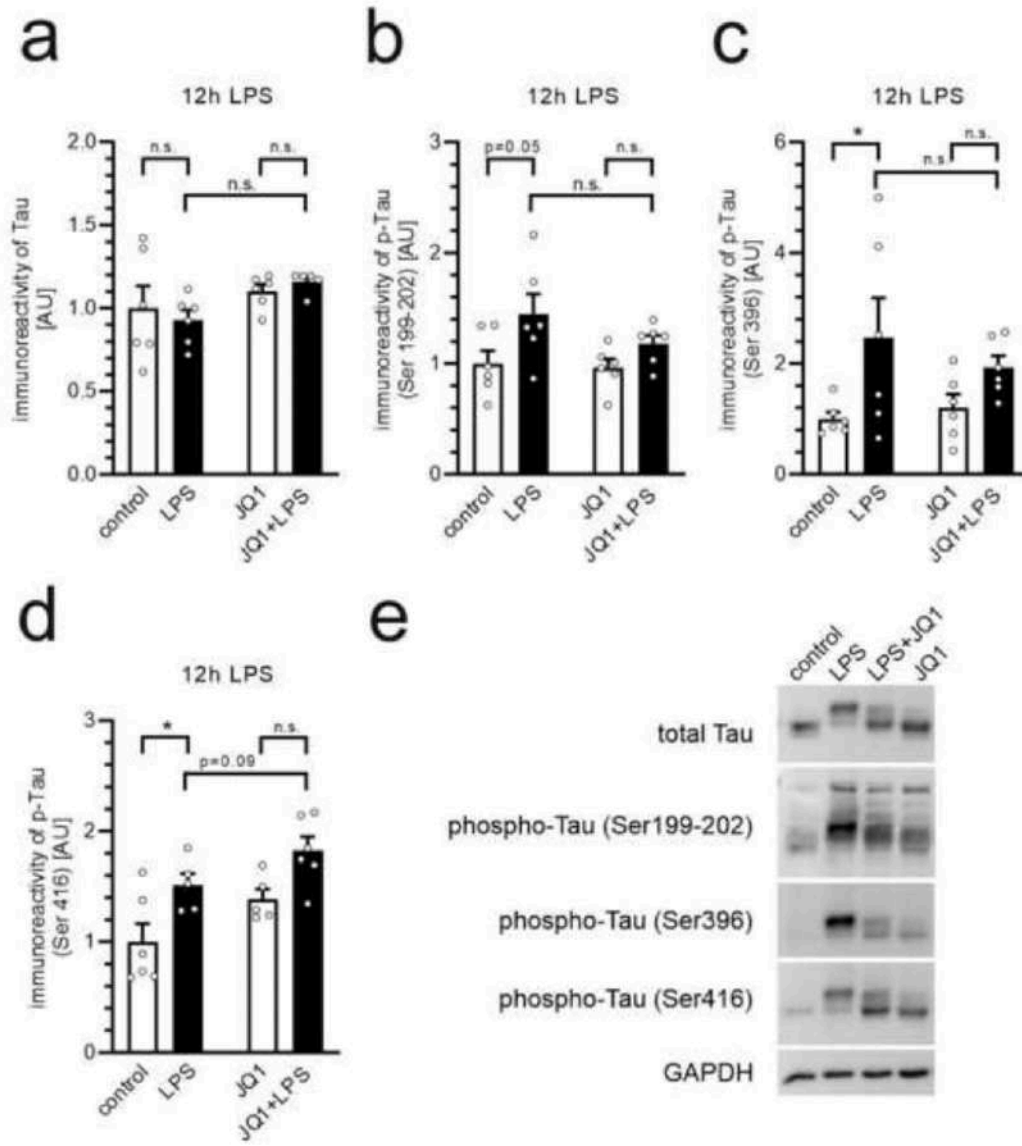 a
12h LPS
n.s.
n.s.
n.s.
immunoreactivity of Tau
[AU]
2.0
1.5
1.0
0.5
0.0
control
LPS
JQ1
JQ1+LPS
b
12h LPS
p=0.05
n.s.
n.s.
immunoreactivity of p-Tau
(Ser 199-202) [AU]
3
2
1
0
control
LPS
JQ1
JQ1+LPS
c
12h LPS
*
n.s.
n.s.
immunoreactivity of p-Tau
(Ser 396) [AU]
6
4
2
0
control
LPS
JQ1
JQ1+LPS
d
12h LPS
*
n.s.
p=0.09
immunoreactivity of p-Tau
(Ser 416) [AU]
3
2
1
0
control
LPS
JQ1
JQ1+LPS
e
control
LPS
LPS+JQ1
JQ1
total Tau
phospho-Tau (Ser199-202)
phospho-Tau (Ser396)
phospho-Tau (Ser416)
GAPDH